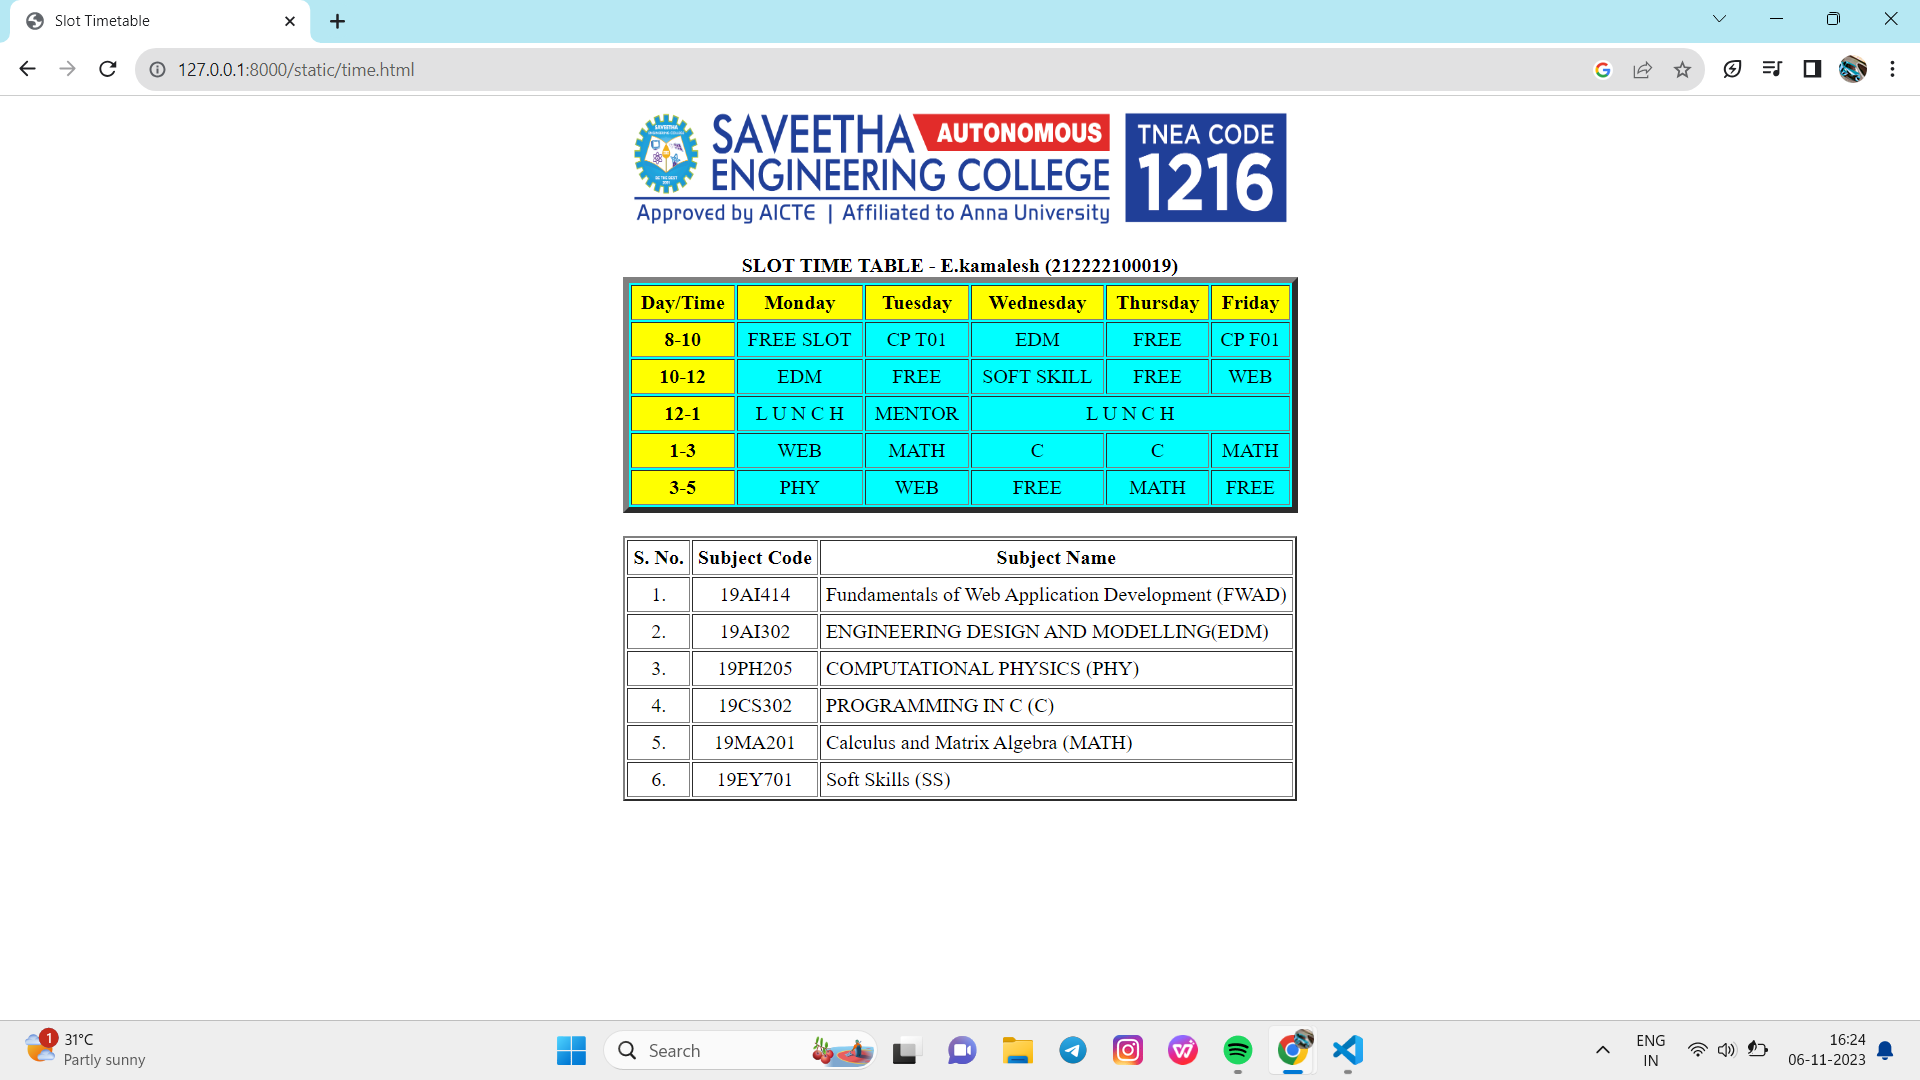 Slot Timetable
127.0.0.1:8000/static/time.html
SAVEETHA AUTONOMOUS
ENGINEERING COLLEGE
Approved by AICTE | Affiliated to Anna University
TNEA CODE
1216
SLOT TIME TABLE - E.kamalesh (212222100019)
Day/Time Monday Tuesday Wednesday Thursday Friday
8-10 FREE SLOT CP T01 EDM FREE CP F01
10-12 EDM FREE SOFT SKILL FREE WEB
12-1 L U N C H MENTOR L U N C H
1-3 WEB MATH C C MATH
3-5 PHY WEB FREE MATH FREE
S. No. Subject Code Subject Name
1. 19AI414 Fundamentals of Web Application Development (FWAD)
2. 19AI302 ENGINEERING DESIGN AND MODELLING(EDM)
3. 19PH205 COMPUTATIONAL PHYSICS (PHY)
4. 19CS302 PROGRAMMING IN C (C)
5. 19MA201 Calculus and Matrix Algebra (MATH)
6. 19EY701 Soft Skills (SS)
1 31°C
Partly sunny
Search
ENG
IN
16:24
06-11-2023